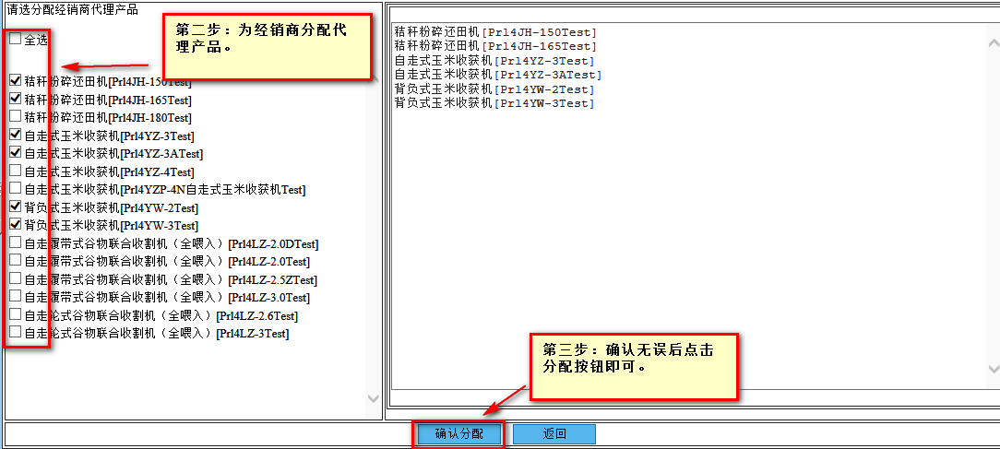 请选分配经销商代理产品
第二步：为经销商分配代
理产品。
全选
秸秆粉碎还田机[Prl4JH-150Test]
秸秆粉碎还田机[Prl4JH-165Test]
秸秆粉碎还田机[Prl4JH-180Test]
自走式玉米收获机[Prl4YZ-3Test]
自走式玉米收获机[Prl4YZ-3ATest]
自走式玉米收获机[Prl4YZ-4Test]
自走式玉米收获机[Prl4YZP-4N自走式玉米收获机Test]
背负式玉米收获机[Prl4YW-2Test]
背负式玉米收获机[Prl4YW-3Test]
自走履带式谷物联合收割机（全喂入）[Prl4LZ-2.0DTest]
自走履带式谷物联合收割机（全喂入）[Prl4LZ-2.0Test]
自走履带式谷物联合收割机（全喂入）[Prl4LZ-2.5ZTest]
自走履带式谷物联合收割机（全喂入）[Prl4LZ-3.0Test]
自走轮式谷物联合收割机（全喂入）[Prl4LZ-2.6Test]
自走轮式谷物联合收割机（全喂入）[Prl4LZ-3Test]
秸秆粉碎还田机[Prl4JH-150Test]
秸秆粉碎还田机[Prl4JH-165Test]
自走式玉米收获机[Prl4YZ-3Test]
自走式玉米收获机[Prl4YZ-3ATest]
背负式玉米收获机[Prl4YW-2Test]
背负式玉米收获机[Prl4YW-3Test]
第三步：确认无误后点击
分配按钮即可。
确认分配
返回